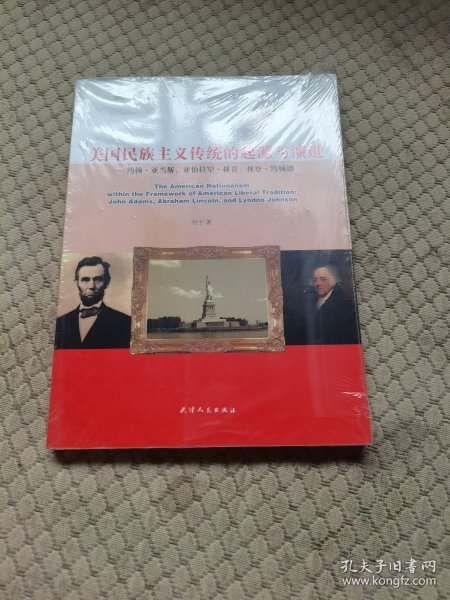 美国民族主义传统的起源与演进
——约翰·亚当斯、亚伯拉罕·林肯、林登·约翰逊
The American Nationalism
within the Framework of American Liberal Tradition:
John Adams, Abraham Lincoln, and Lyndon Johnson
天津人民出版社
孔夫子旧书网
www.kongfz.com